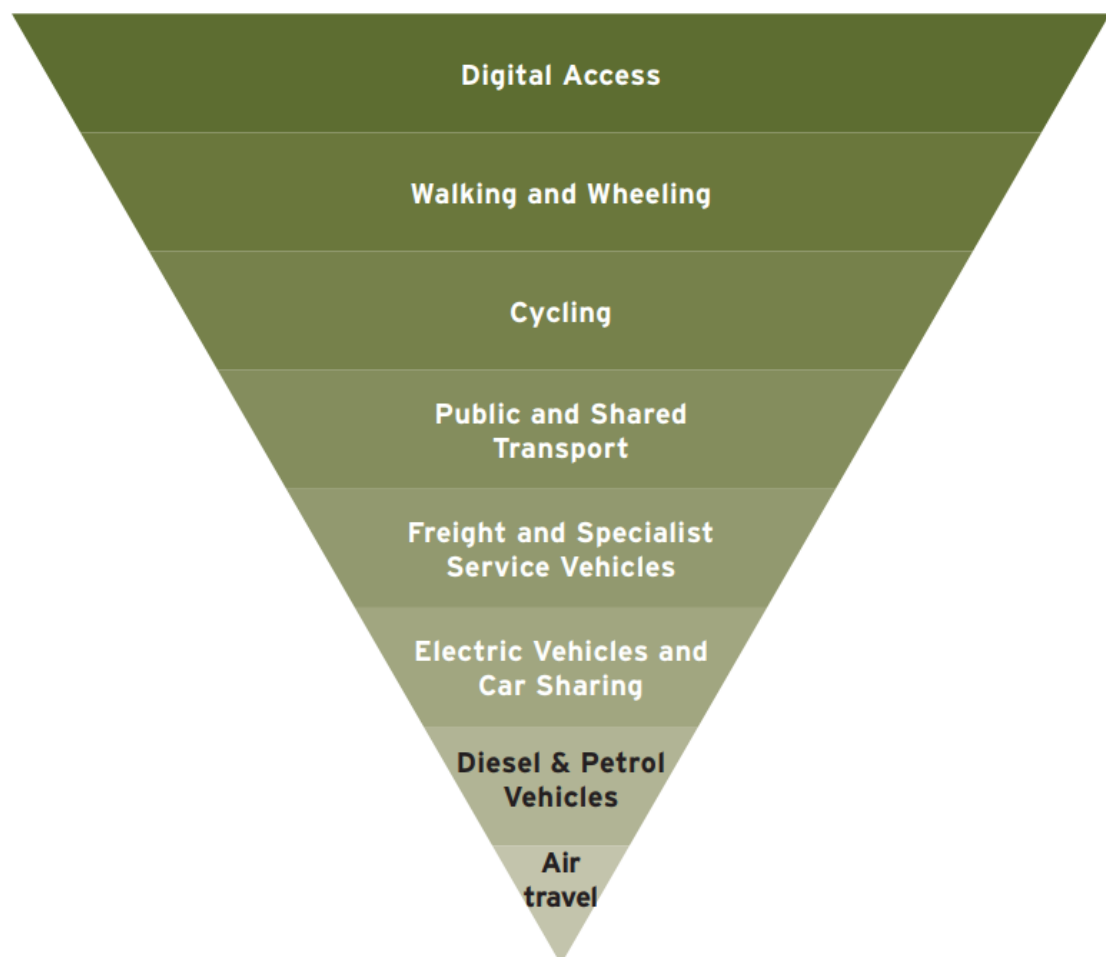 Digital Access
Walking and Wheeling
Cycling
Public and Shared
Transport
Freight and Specialist
Service Vehicles
Electric Vehicles and
Car Sharing
Diesel & Petrol
Vehicles
Air
travel